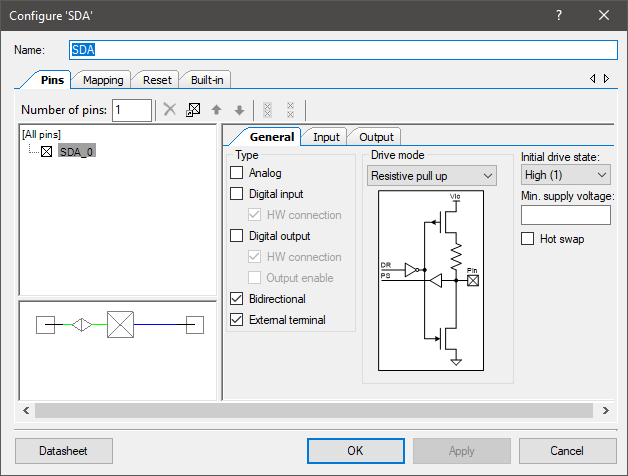 Configure 'SDA'
?
Name: SDA
Pins Mapping Reset Built-in
Number of pins: 1
[All pins]
SDA_0
General Input Output
Type
Analog
Digital input
HW connection
Digital output
HW connection
Output enable
Bidirectional
External terminal
Drive mode
Resistive pull up
Vio
DR
PS
Pin
Initial drive state:
High (1)
Min. supply voltage:
Hot swap
Datasheet OK Apply Cancel